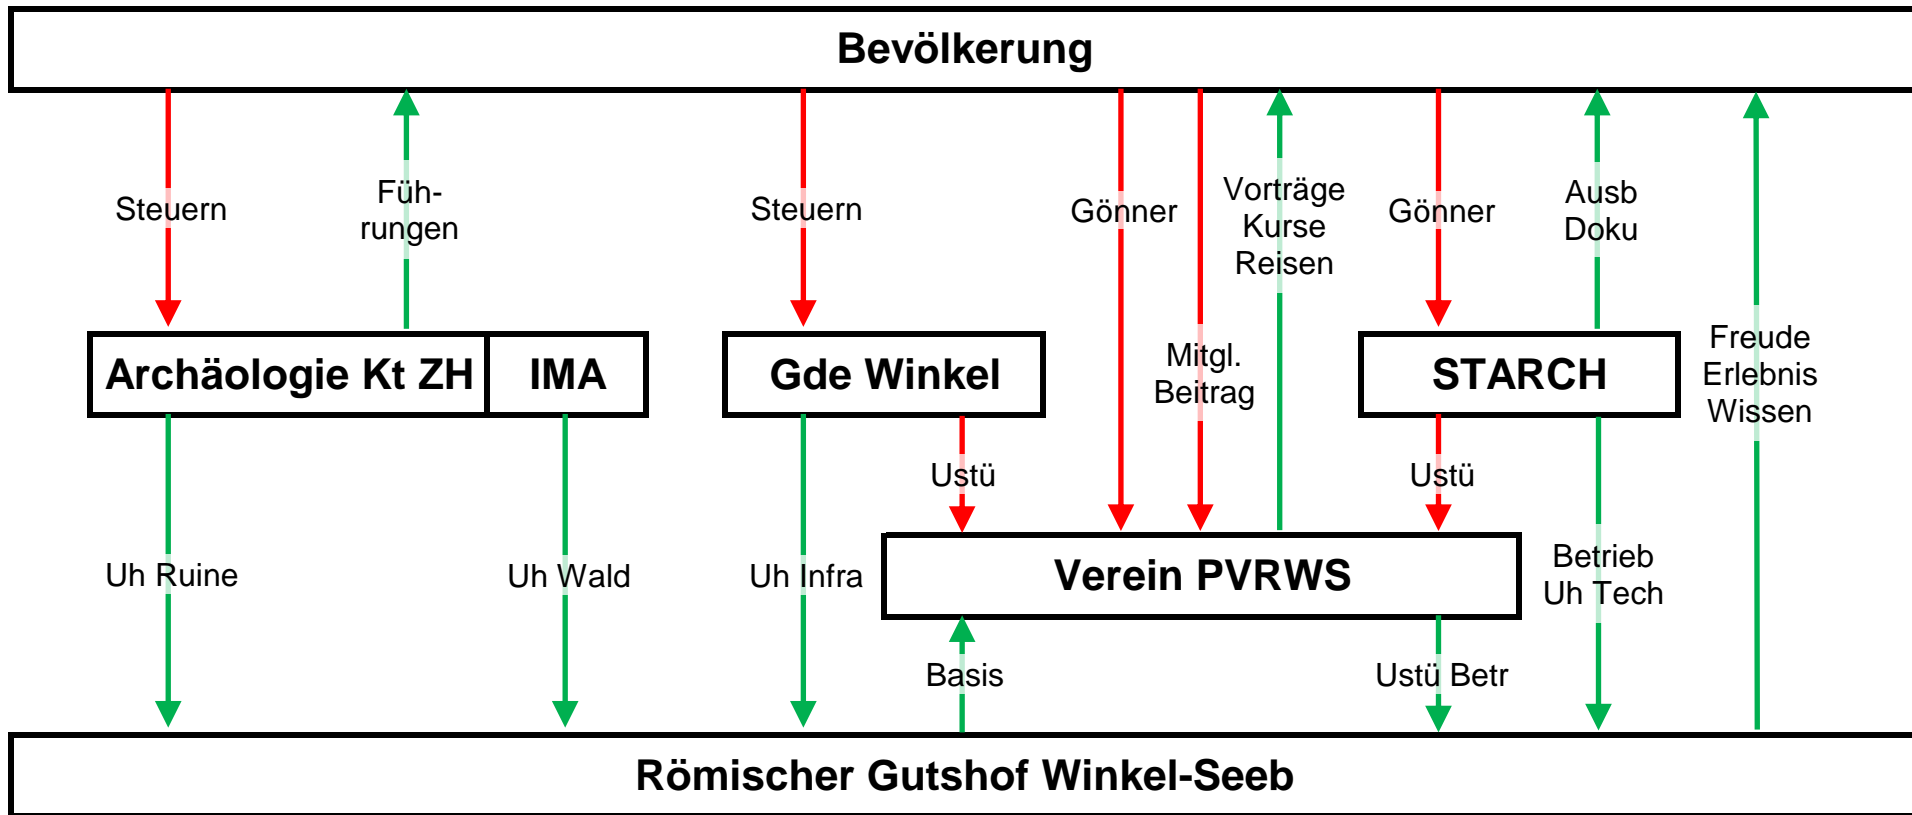 Bevölkerung
Steuern
Füh-
rungen
Steuern
Gönner
Vorträge
Kurse
Reisen
Gönner
Ausb
Doku
Archäologie Kt ZH
IMA
Gde Winkel
Mitgl.
Beitrag
STARCH
Freude
Erlebnis
Wissen
Ustü
Ustü
Uh Ruine
Uh Wald
Uh Infra
Verein PVRWS
Betrieb
Uh Tech
Basis
Ustü Betr
Römischer Gutshof Winkel-Seeb